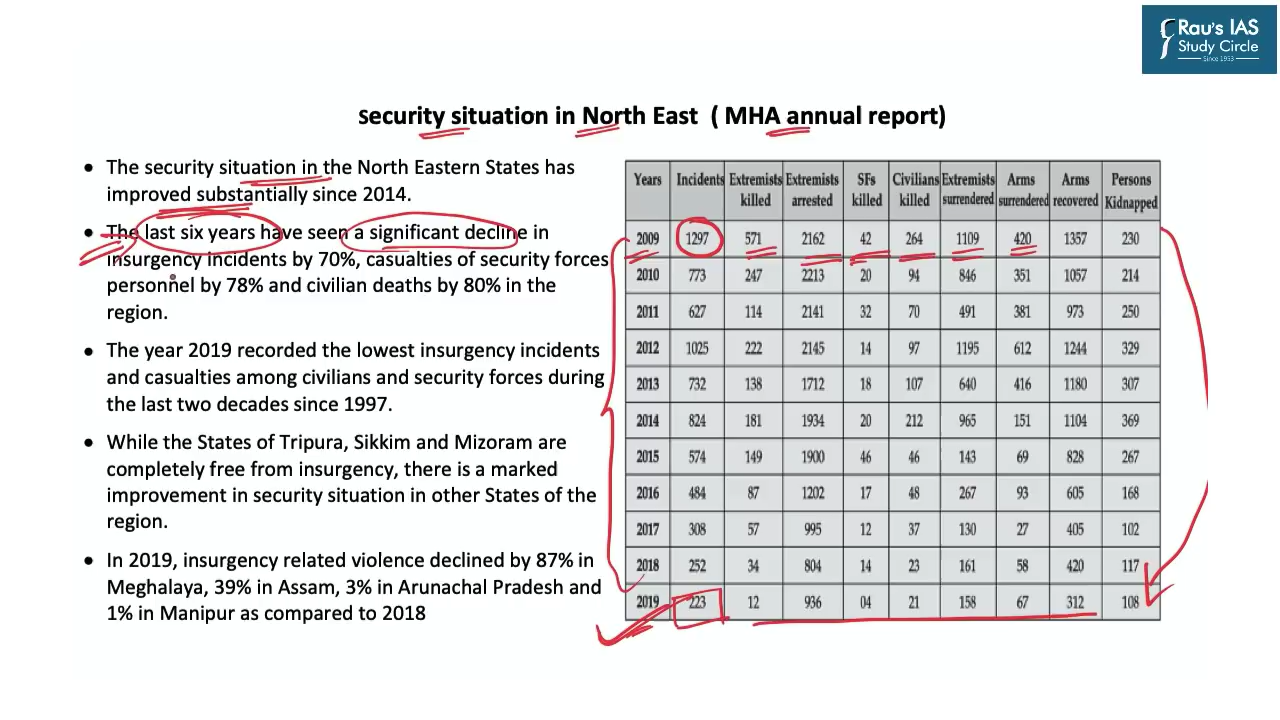 Rau's IAS
Study Circle
Since 1953
security situation in North East ( MHA annual report)
• The security situation in the North Eastern States has
improved substantially since 2014.
• The last six years have seen a significant decline in
insurgency incidents by 70%, casualties of security forces
personnel by 78% and civilian deaths by 80% in the
region.
• The year 2019 recorded the lowest insurgency incidents
and casualties among civilians and security forces during
the last two decades since 1997.
• While the States of Tripura, Sikkim and Mizoram are
completely free from insurgency, there is a marked
improvement in security situation in other States of the
region.
• In 2019, insurgency related violence declined by 87% in
Meghalaya, 39% in Assam, 3% in Arunachal Pradesh and
1% in Manipur as compared to 2018
Years Incidents Extremists Extremists SFs Civilians Extremists Arms Arms Persons
killed arrested killed killed surrendered surrendered recovered Kidnapped
2009 1297 571 2162 42 264 1109 420 1357 230
2010 773 247 2213 20 94 846 351 1057 214
2011 627 114 2141 32 70 491 381 973 250
2012 1025 222 2145 14 97 1195 612 1244 329
2013 732 138 1712 18 107 640 416 1180 307
2014 824 181 1934 20 212 965 151 1104 369
2015 574 149 1900 46 46 143 69 828 267
2016 484 87 1202 17 48 267 93 605 168
2017 308 57 995 12 37 130 27 405 102
2018 252 34 804 14 23 161 58 420 117
2019 223 12 936 04 21 158 67 312 108